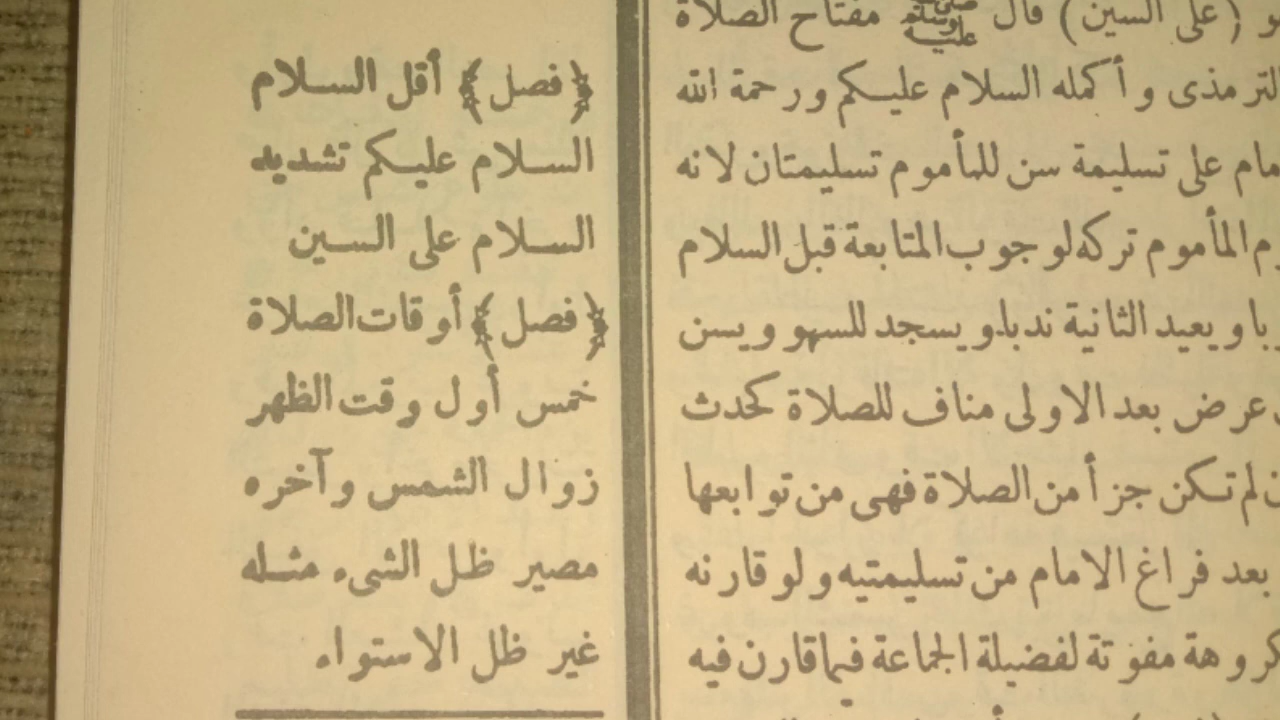 (على السين) قال ﷺ مفتاح الصلاة
الترمذى وأكمله السلام عليكم ورحمة الله
على تسليمة سن للمأموم تسليمتان لانه
المأموم تركه لوجوب المتابعة قبل السلام
ويعيد الثانية ندبا ويسجد للسهو ويسن
عرض بعد الاولى مناف للصلاة كحدث
لم تكن جزأ من الصلاة فهى من توابعها
بعد فراغ الامام من تسليمتيه ولو قارنه
مفوتة لفضيلة الجماعة فيما قارن فيه
﴿فصل﴾ أقل السلام
السلام عليكم تشديد
السلام على السين
﴿فصل﴾ أوقات الصلاة
خمس أول وقت الظهر
زوال الشمس وآخره
مصير ظل الشىء مثله
غير ظل الاستواء